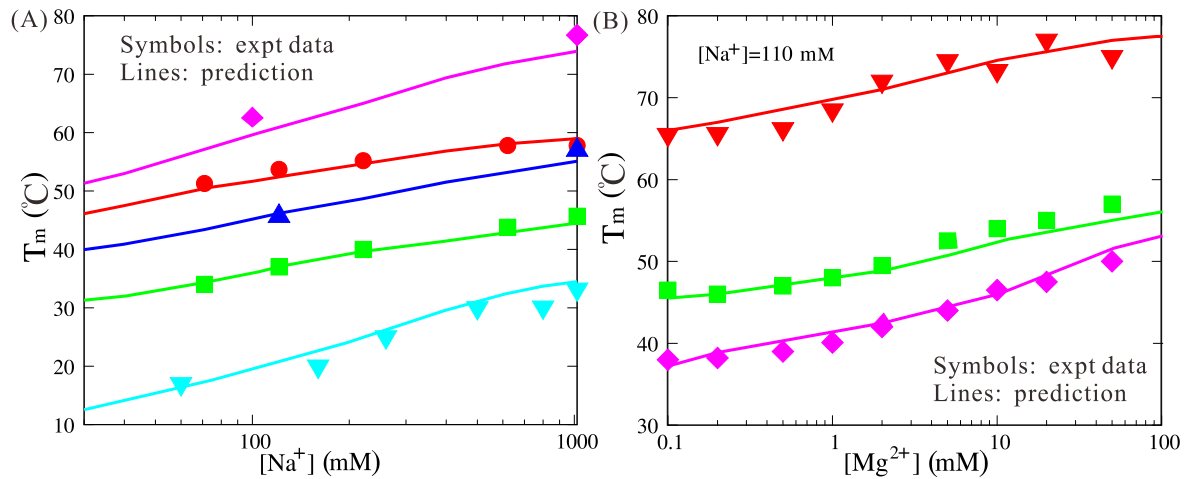 (A)
80
70
60
50
40
30
20
10
Tm (°C)
Symbols: expt data
Lines: prediction
100
1000
[Na⁺] (mM)
(B)
80
70
60
50
40
30
Tm (°C)
[Na⁺]=110 mM
Symbols: expt data
Lines: prediction
0.1
1
10
100
[Mg²⁺] (mM)